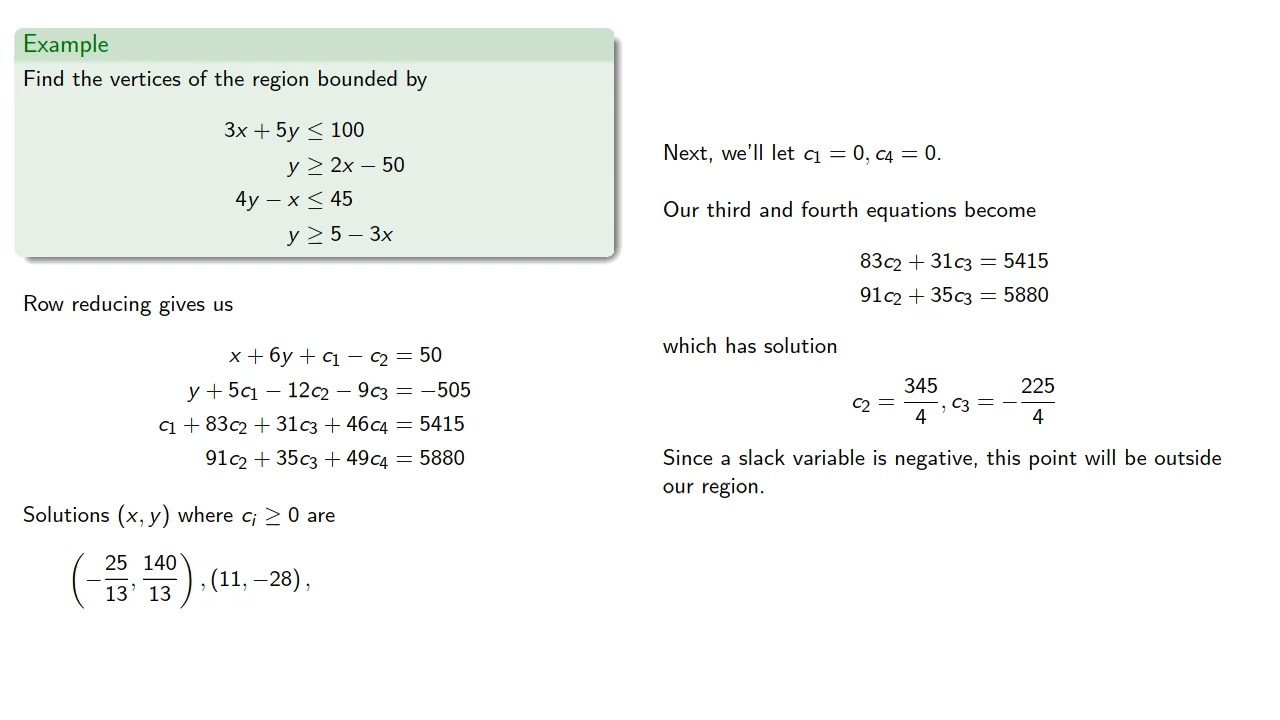 Example
Find the vertices of the region bounded by
3x + 5y ≤ 100
y ≥ 2x − 50
4y − x ≤ 45
y ≥ 5 − 3x
Row reducing gives us
x + 6y + c₁ − c₂ = 50
y + 5c₁ − 12c₂ − 9c₃ = −505
c₁ + 83c₂ + 31c₃ + 46c₄ = 5415
91c₂ + 35c₃ + 49c₄ = 5880
Solutions (x, y) where cᵢ ≥ 0 are
(−25/13, 140/13), (11, −28),
Next, we'll let c₁ = 0, c₄ = 0.
Our third and fourth equations become
83c₂ + 31c₃ = 5415
91c₂ + 35c₃ = 5880
which has solution
c₂ = 345/4, c₃ = −225/4
Since a slack variable is negative, this point will be outside
our region.